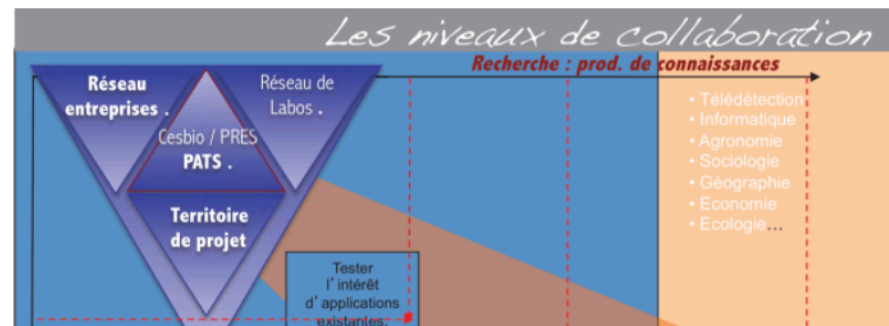 Les niveaux de collaboration
Recherche : prod. de connaissances
Réseau
entreprises .
Réseau de
Labos .
Cesbio / PRES
PATS .
Territoire
de projet
Tester
l' intérêt
d' applications
existantes.
• Télédétection
• Informatique
• Agronomie
• Sociologie
• Géographie
• Economie
• Ecologie...